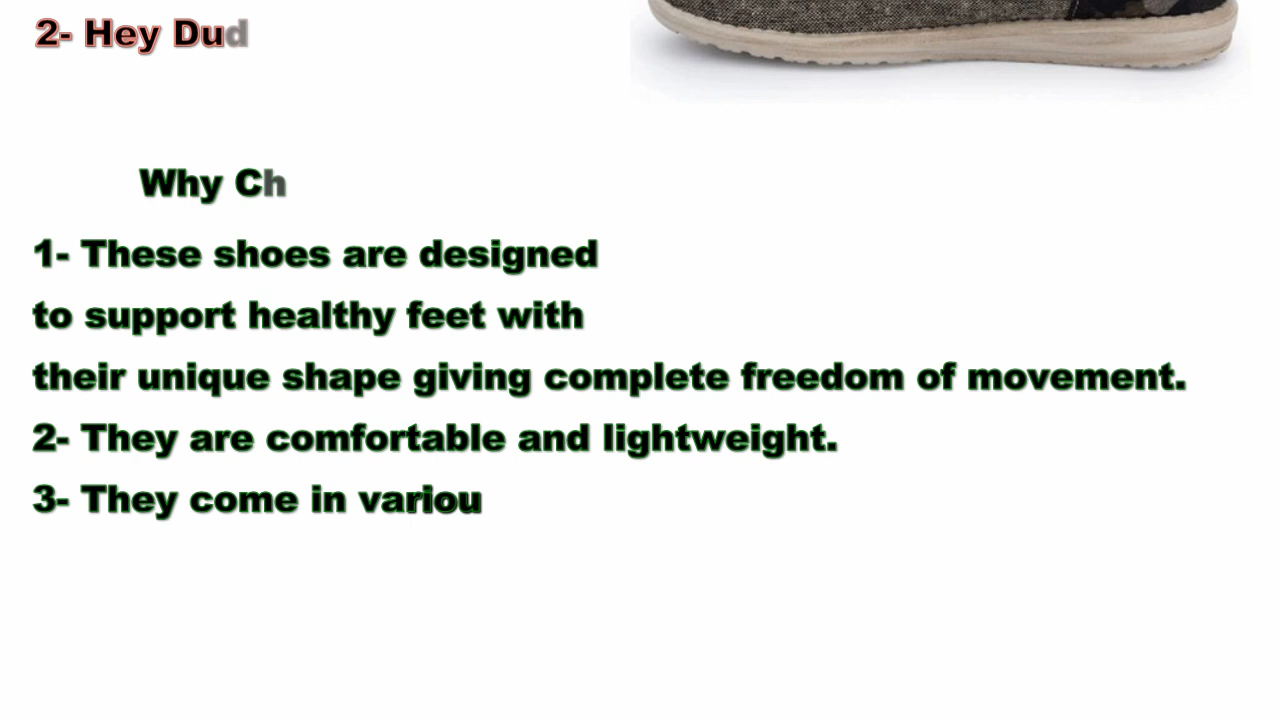 2- Hey Dud
Why Ch
1- These shoes are designed
to support healthy feet with
their unique shape giving complete freedom of movement.
2- They are comfortable and lightweight.
3- They come in variou